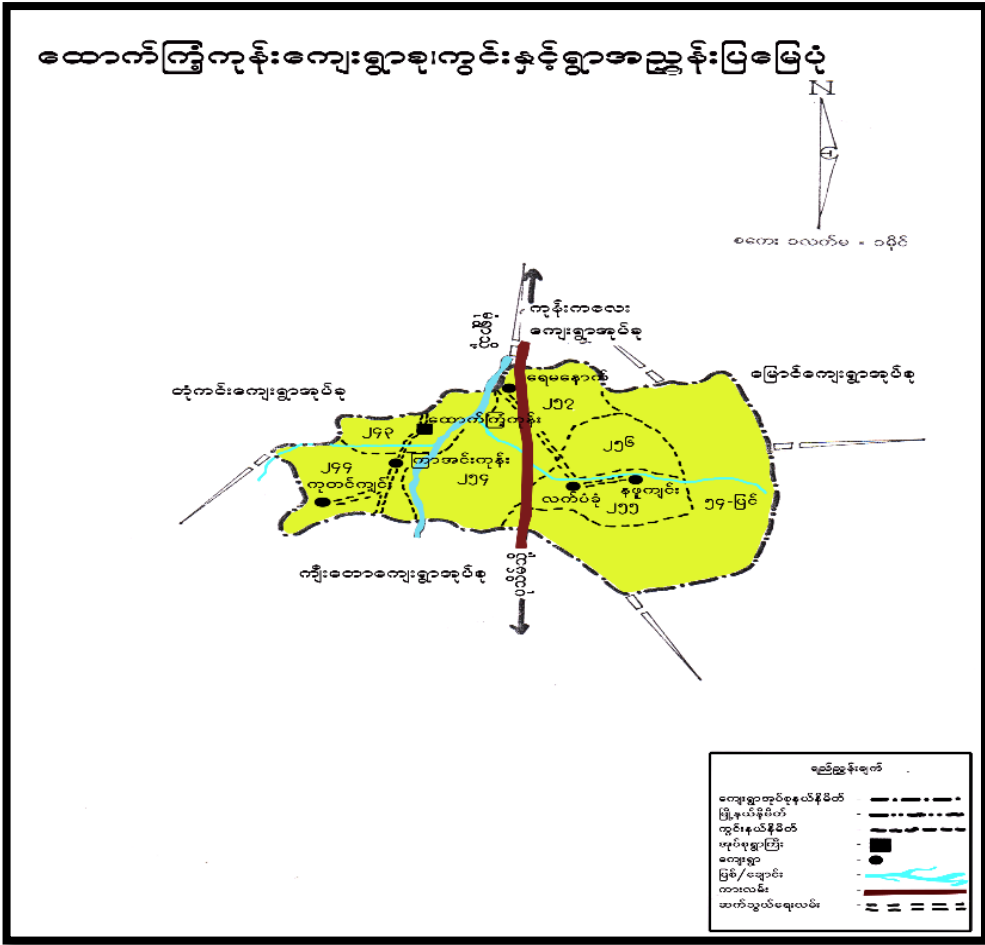 ထောက်ကြံ့ကုန်းကျေးရွာစု၊ကွင်းနှင့်ရွာအညွှန်းပြမြေပုံ
N
စကေး ၁လက်မ = ၁မိုင်
ကုန်းကလေး
ကျေးရွာအုပ်စု
မြောင်ကျေးရွာအုပ်စု
တုံကင်းကျေးရွာအုပ်စု
ရေမနောက်
၂၅၇
ထောက်ကြံ့ကုန်း
၂၄၃
၂၅၆
ကြာအင်းကုန်း
၂၄၄
၂၅၄
ကုတင်ကျင်း
နဖူကျင်း
လက်ပံခုံ
၂၅၅
၅၄-ပြင်
ကျီးတောကျေးရွာအုပ်စု
ရည်ညွှန်းချက်
ကျေးရွာအုပ်စုနယ်နိမိတ်
မြို့နယ်နိမိတ်
ကွင်းနယ်နိမိတ်
အုပ်စုရွာကြီး
ကျေးရွာ
မြစ်/ချောင်း
ကားလမ်း
ဆက်သွယ်ရေးလမ်း